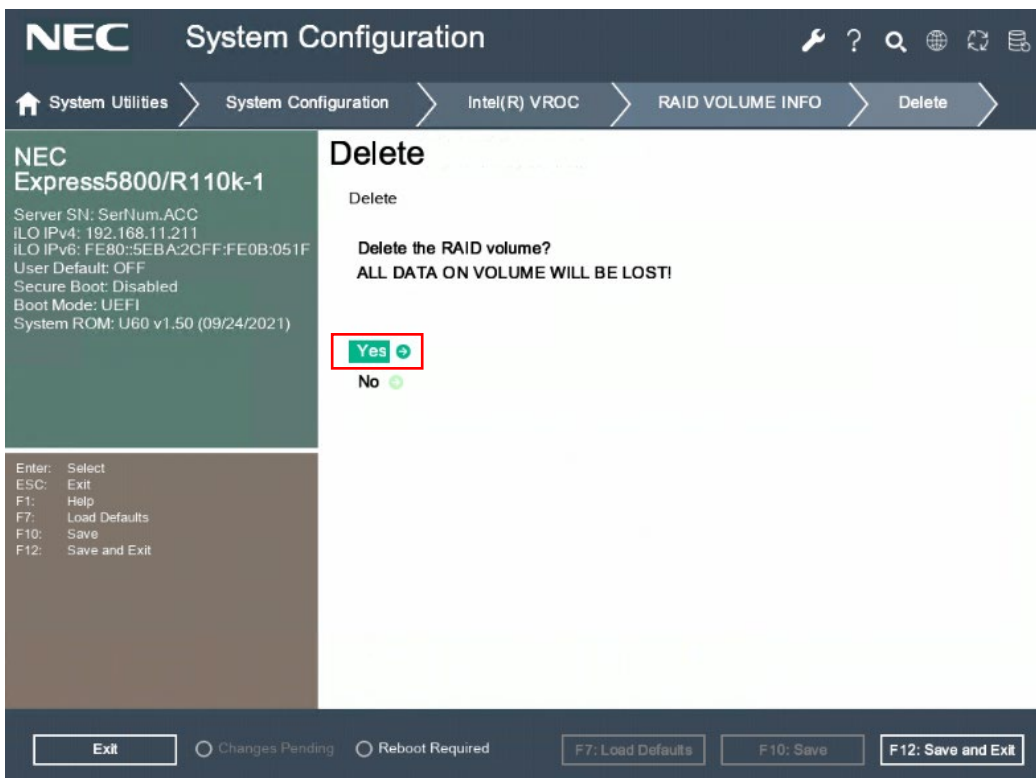 NEC System Configuration
?
System Utilities System Configuration Intel(R) VROC RAID VOLUME INFO Delete
NEC
Express5800/R110k-1
Server SN: SerNum.ACC
iLO IPv4: 192.168.11.211
iLO IPv6: FE80::5EBA:2CFF:FE0B:051F
User Default: OFF
Secure Boot: Disabled
Boot Mode: UEFI
System ROM: U60 v1.50 (09/24/2021)
Enter: Select
ESC: Exit
F1: Help
F7: Load Defaults
F10: Save
F12: Save and Exit
Delete
Delete
Delete the RAID volume?
ALL DATA ON VOLUME WILL BE LOST!
Yes
No
Exit Changes Pending Reboot Required F7: Load Defaults F10: Save F12: Save and Exit